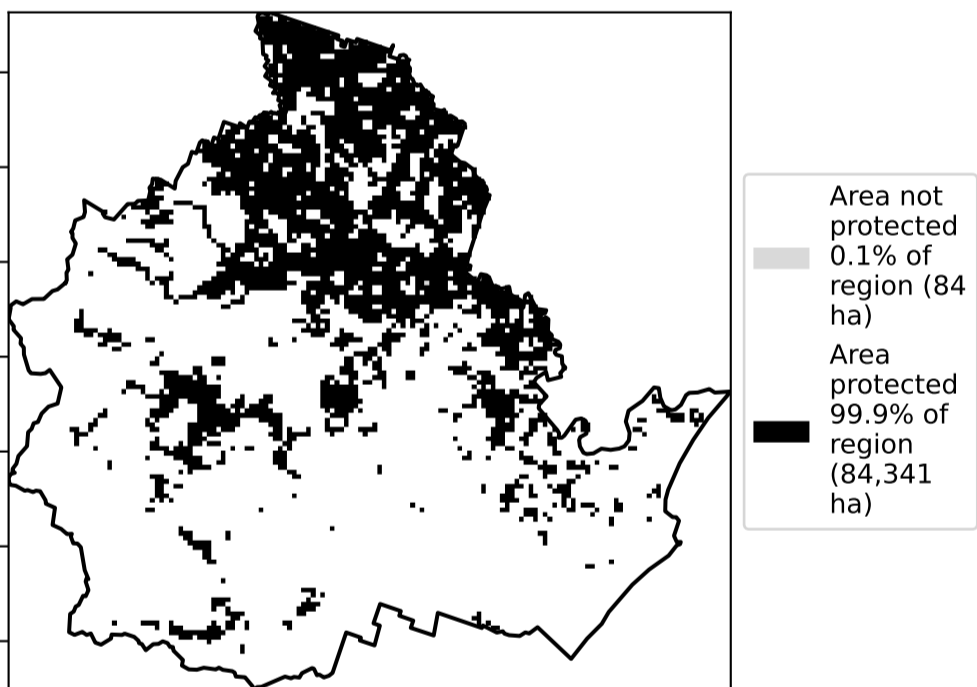 Area not
protected
0.1% of
region (84
ha)
Area
protected
99.9% of
region
(84,341
ha)